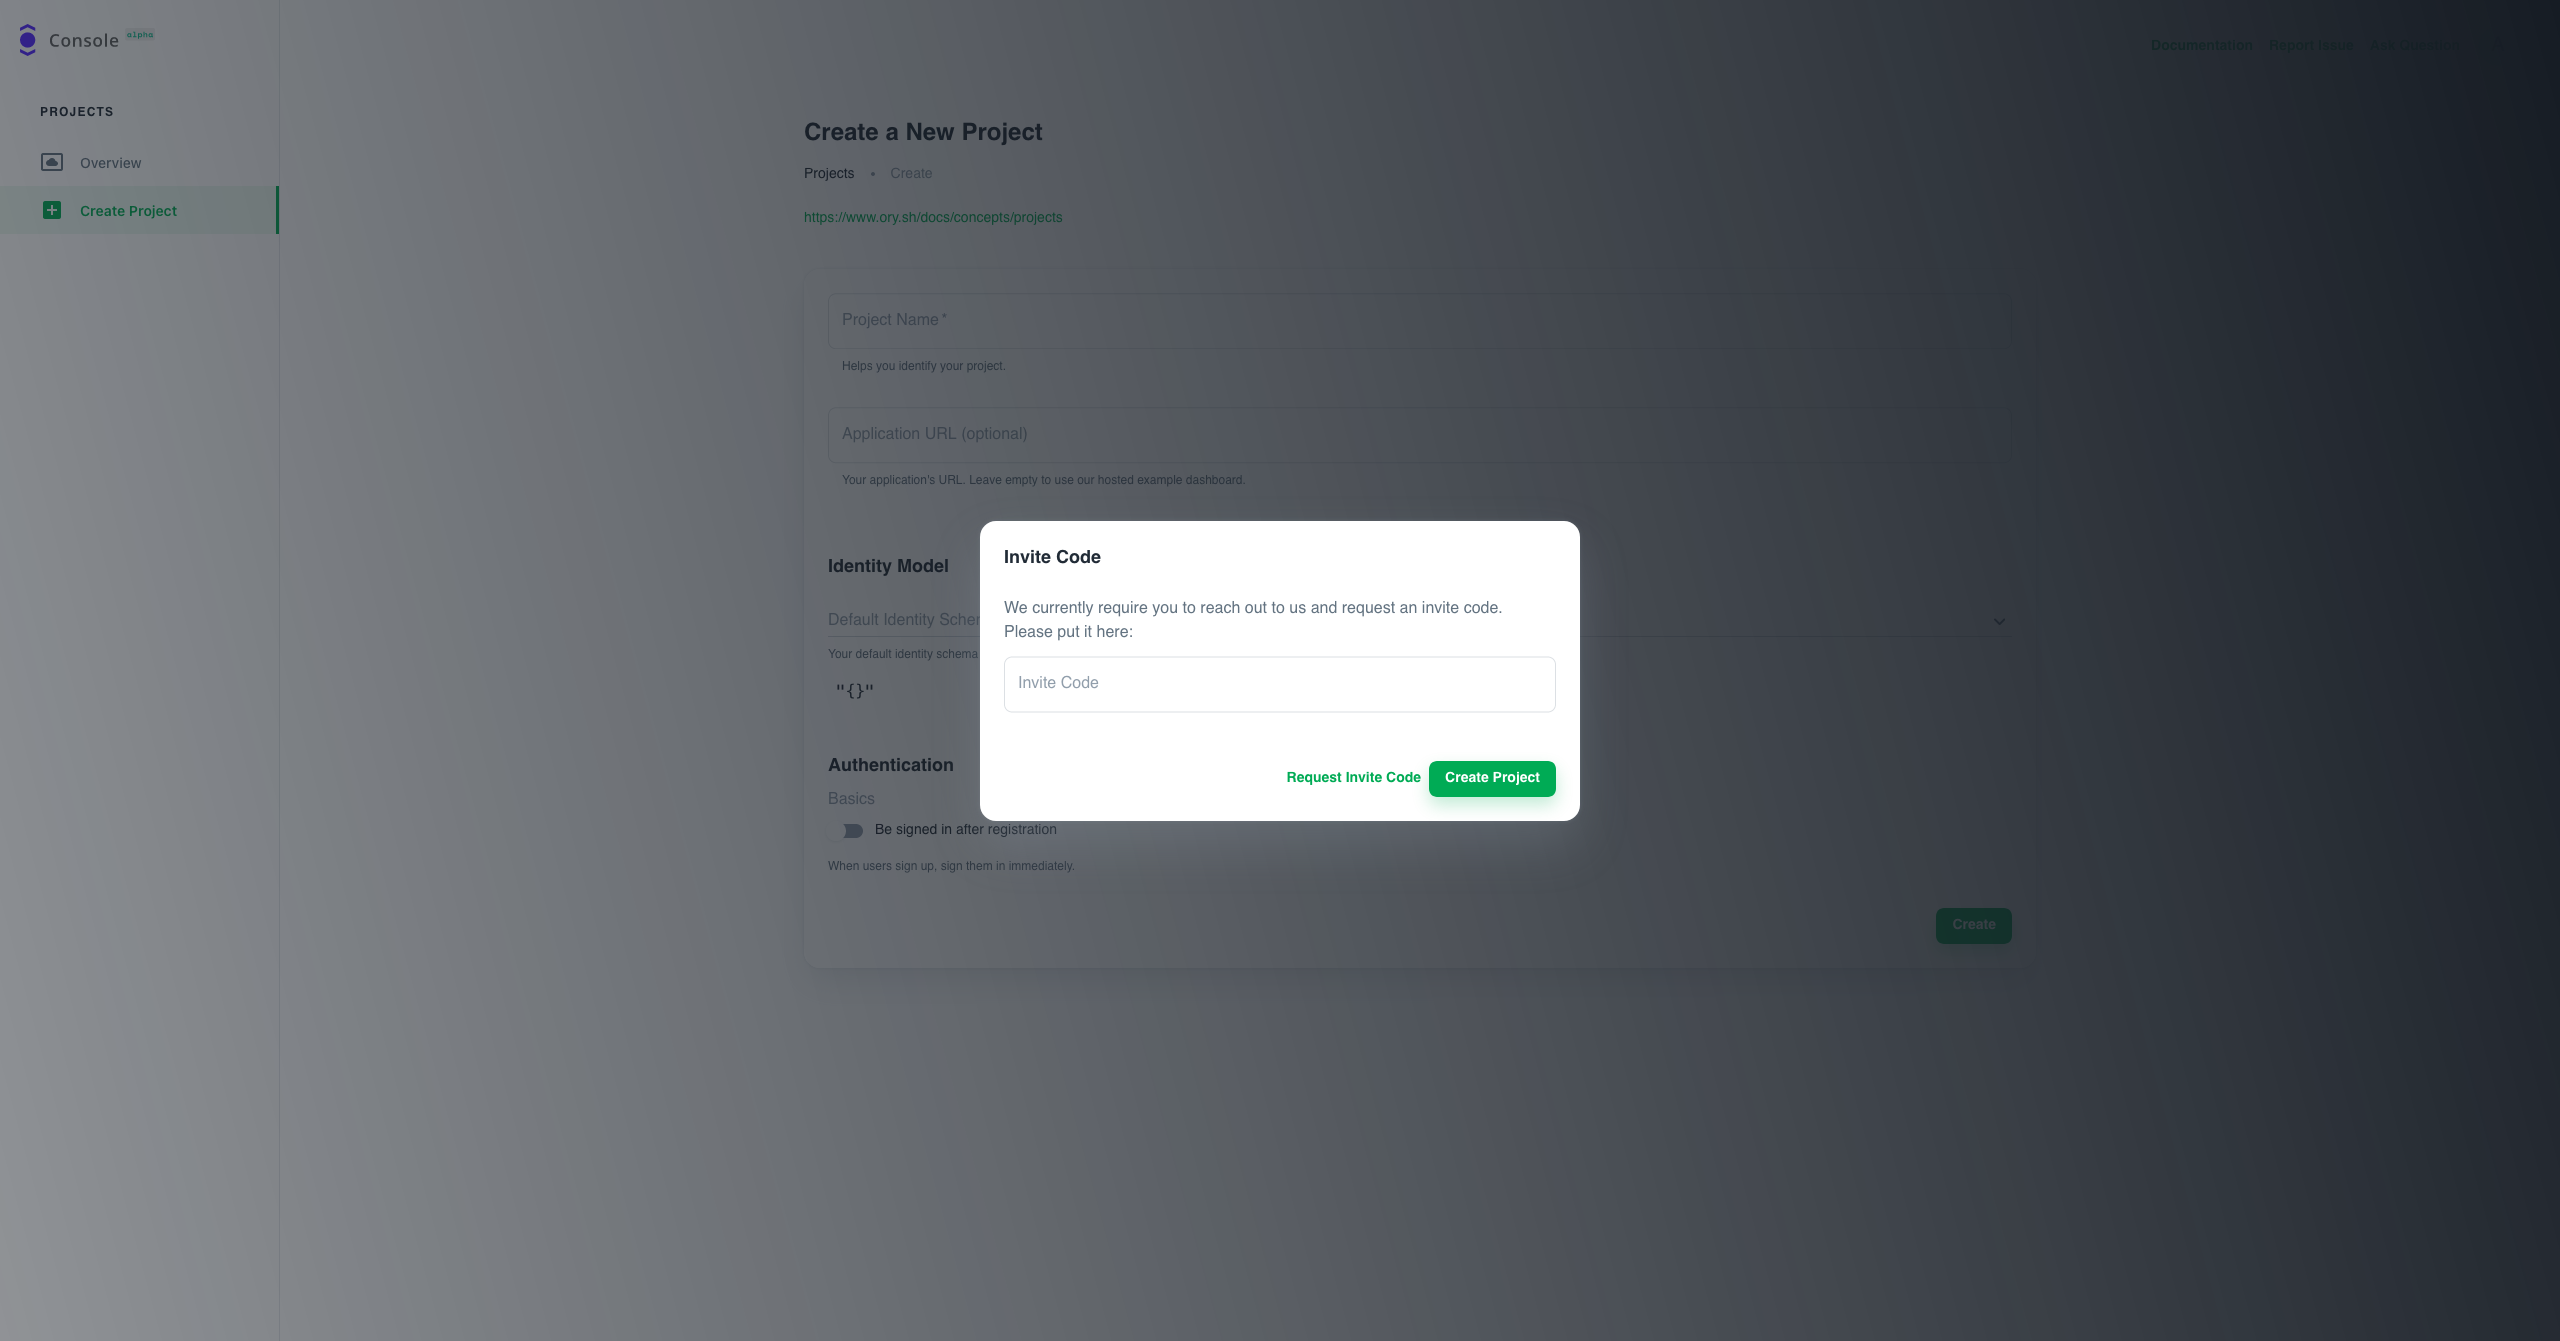 Console alpha
Documentation Report Issue Ask Question
PROJECTS
Overview
Create Project
Create a New Project
Projects • Create
https://www.ory.sh/docs/concepts/projects
Project Name *
Helps you identify your project.
Application URL (optional)
Your application's URL. Leave empty to use our hosted example dashboard.
Identity Model
Default Identity
Your default identity schema
"{}"
Invite Code
We currently require you to reach out to us and request an invite code.
Please put it here:
Invite Code
Request Invite Code Create Project
Authentication
Basics
Be signed in after registration
When users sign up, sign them in immediately.
Create